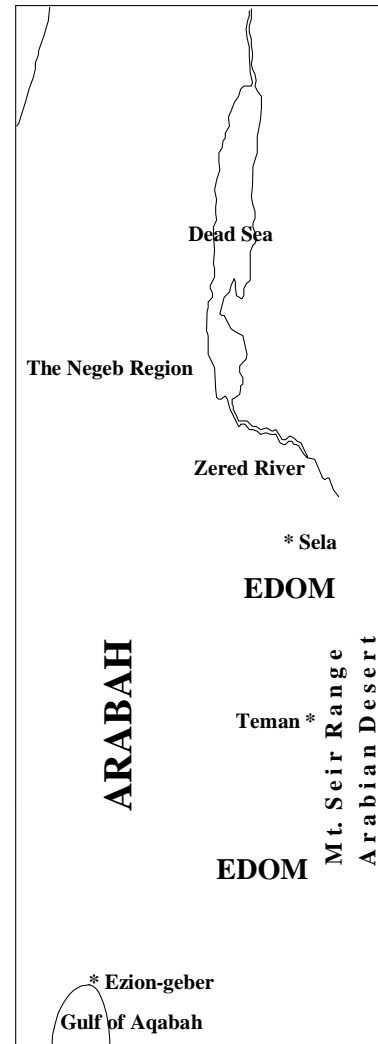 Dead Sea
The Negeb Region
Zered River
* Sela
EDOM
ARABAH
Teman *
Mt. Seir Range
Arabian Desert
EDOM
* Ezion-geber
Gulf of Aqabah